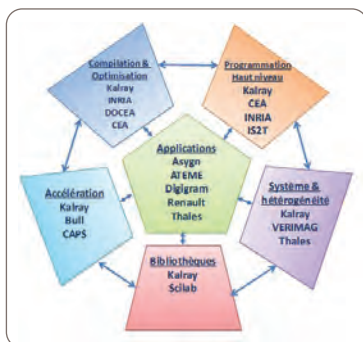 Compilation &
Optimisation
Kalray
INRIA
DOCEA
CEA
Programmation
Haut niveau
Kalray
CEA
INRIA
IS2T
Applications
Asygn
ATEME
Digigram
Renault
Thales
Accélération
Kalray
Bull
CAPS
Système &
hétérogénéité
Kalray
VERIMAG
Thales
Bibliothèques
Kalray
Scilab